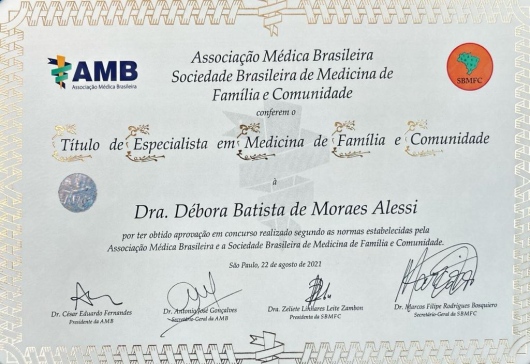 AMB
Associação Médica Brasileira
Associação Médica Brasileira
Sociedade Brasileira de Medicina de
Família e Comunidade
SBMFC
conferem o
Título de Especialista em Medicina de Família e Comunidade
à
Dra. Débora Batista de Moraes Alessi
por ter obtido aprovação em concurso realizado segundo as normas estabelecidas pela
Associação Médica Brasileira e a Sociedade Brasileira de Medicina de Família e Comunidade.
São Paulo, 22 de agosto de 2021
Dr. César Eduardo Fernandes
Presidente da AMB
Dr. Antonio José Gonçalves
Secretário-Geral da AMB
Dra. Zeliete Linhares Leite Zambon
Presidente da SBMFC
Dr. Marcos Filipe Rodrigues Bosquiero
Secretário-Geral da SBMFC